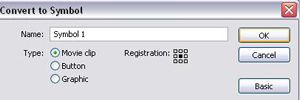 Convert to Symbol
Name: Symbol 1 OK
Type: Movie clip Registration: Cancel
Button
Graphic Basic